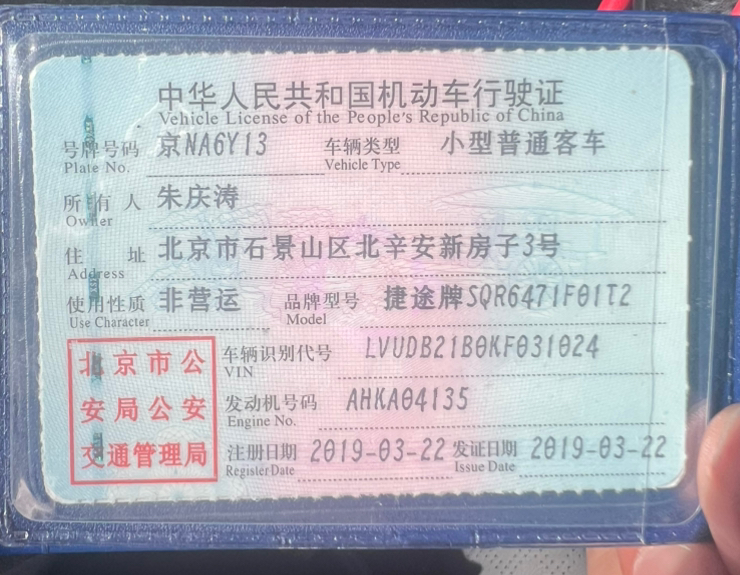 中华人民共和国机动车行驶证
Vehicle License of the People's Republic of China
号牌号码 京NA6Y13 车辆类型 小型普通客车
Plate No. Vehicle Type
所有人 朱庆涛
Owner
住址 北京市石景山区北辛安新房子3号
Address
使用性质 非营运 品牌型号 捷途牌SQR6471F01T2
Use Character Model
北京市公
安局公安
交通管理局
车辆识别代号 LVUDB21B0KF031024
VIN
发动机号码 AHKA04135
Engine No.
注册日期 2019-03-22 发证日期 2019-03-22
Register Date Issue Date